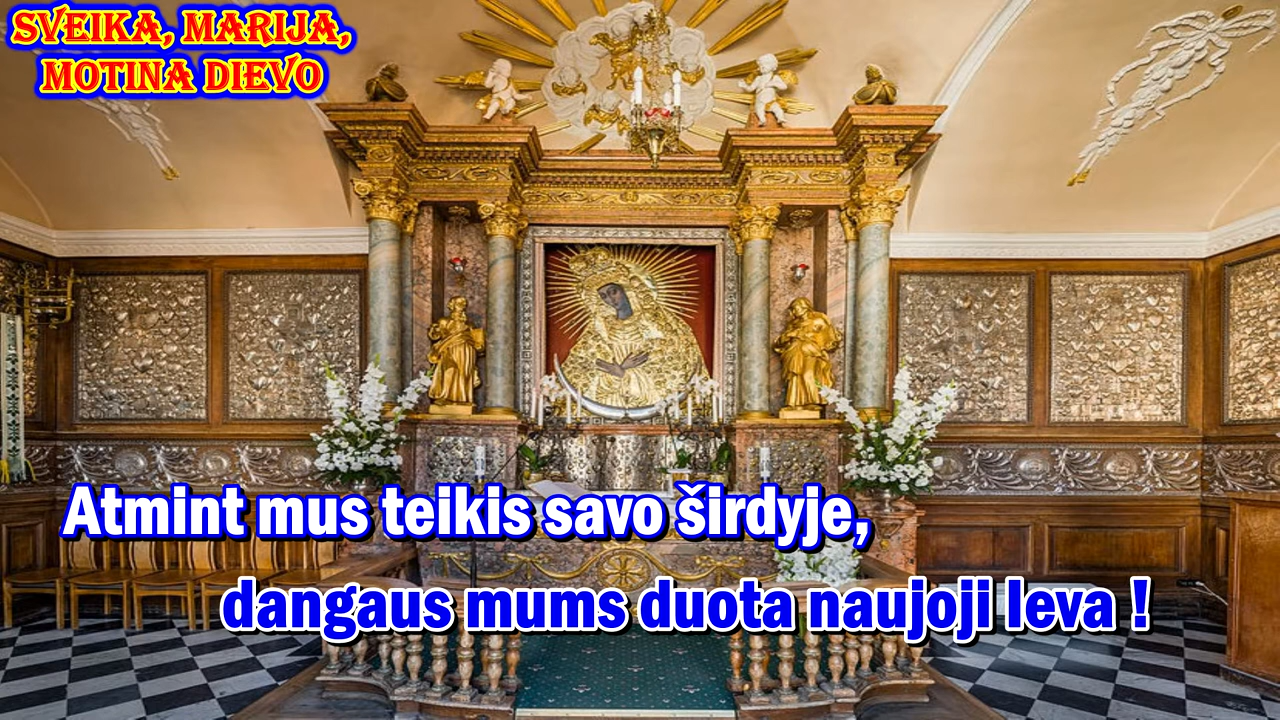 SVEIKA, MARIJA,
MOTINA DIEVO
Atmint mus teikis savo širdyje,
dangaus mums duota naujoji Ieva !